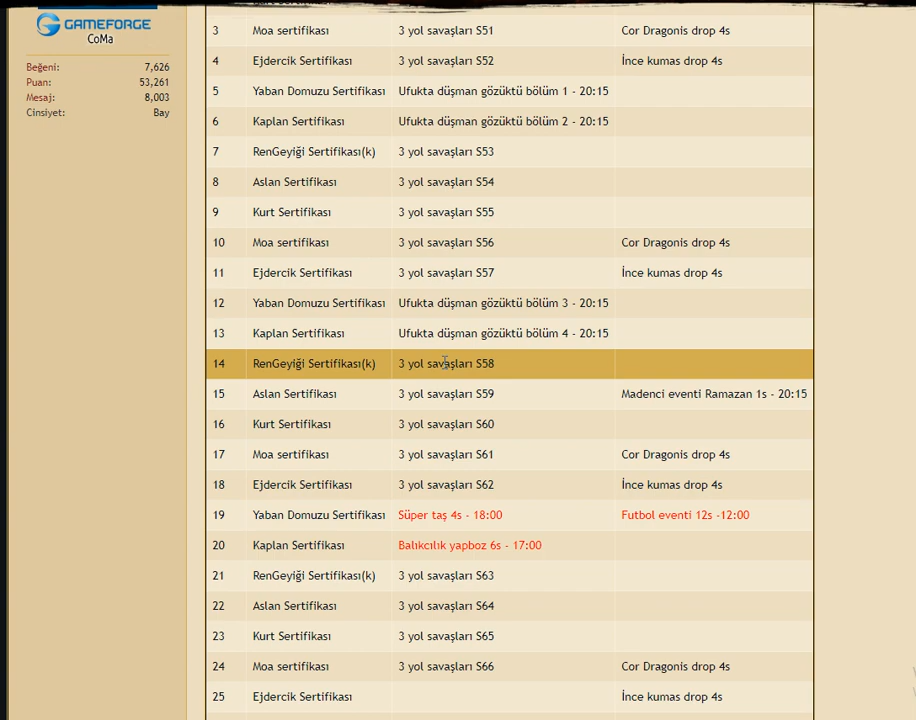 GAMEFORGE
CoMa
Beğeni: 7,626
Puan: 53,261
Mesaj: 8,003
Cinsiyet: Bay
3 Moa sertifikası 3 yol savaşları S51 Cor Dragonis drop 4s
4 Ejdercik Sertifikası 3 yol savaşları S52 İnce kumas drop 4s
5 Yaban Domuzu Sertifikası Ufukta düşman gözüktü bölüm 1 - 20:15
6 Kaplan Sertifikası Ufukta düşman gözüktü bölüm 2 - 20:15
7 RenGeyiği Sertifikası(k) 3 yol savaşları S53
8 Aslan Sertifikası 3 yol savaşları S54
9 Kurt Sertifikası 3 yol savaşları S55
10 Moa sertifikası 3 yol savaşları S56 Cor Dragonis drop 4s
11 Ejdercik Sertifikası 3 yol savaşları S57 İnce kumas drop 4s
12 Yaban Domuzu Sertifikası Ufukta düşman gözüktü bölüm 3 - 20:15
13 Kaplan Sertifikası Ufukta düşman gözüktü bölüm 4 - 20:15
14 RenGeyiği Sertifikası(k) 3 yol savaşları S58
15 Aslan Sertifikası 3 yol savaşları S59 Madenci eventi Ramazan 1s - 20:15
16 Kurt Sertifikası 3 yol savaşları S60
17 Moa sertifikası 3 yol savaşları S61 Cor Dragonis drop 4s
18 Ejdercik Sertifikası 3 yol savaşları S62 İnce kumas drop 4s
19 Yaban Domuzu Sertifikası Süper taş 4s - 18:00 Futbol eventi 12s -12:00
20 Kaplan Sertifikası Balıkcılık yapboz 6s - 17:00
21 RenGeyiği Sertifikası(k) 3 yol savaşları S63
22 Aslan Sertifikası 3 yol savaşları S64
23 Kurt Sertifikası 3 yol savaşları S65
24 Moa sertifikası 3 yol savaşları S66 Cor Dragonis drop 4s
25 Ejdercik Sertifikası İnce kumas drop 4s